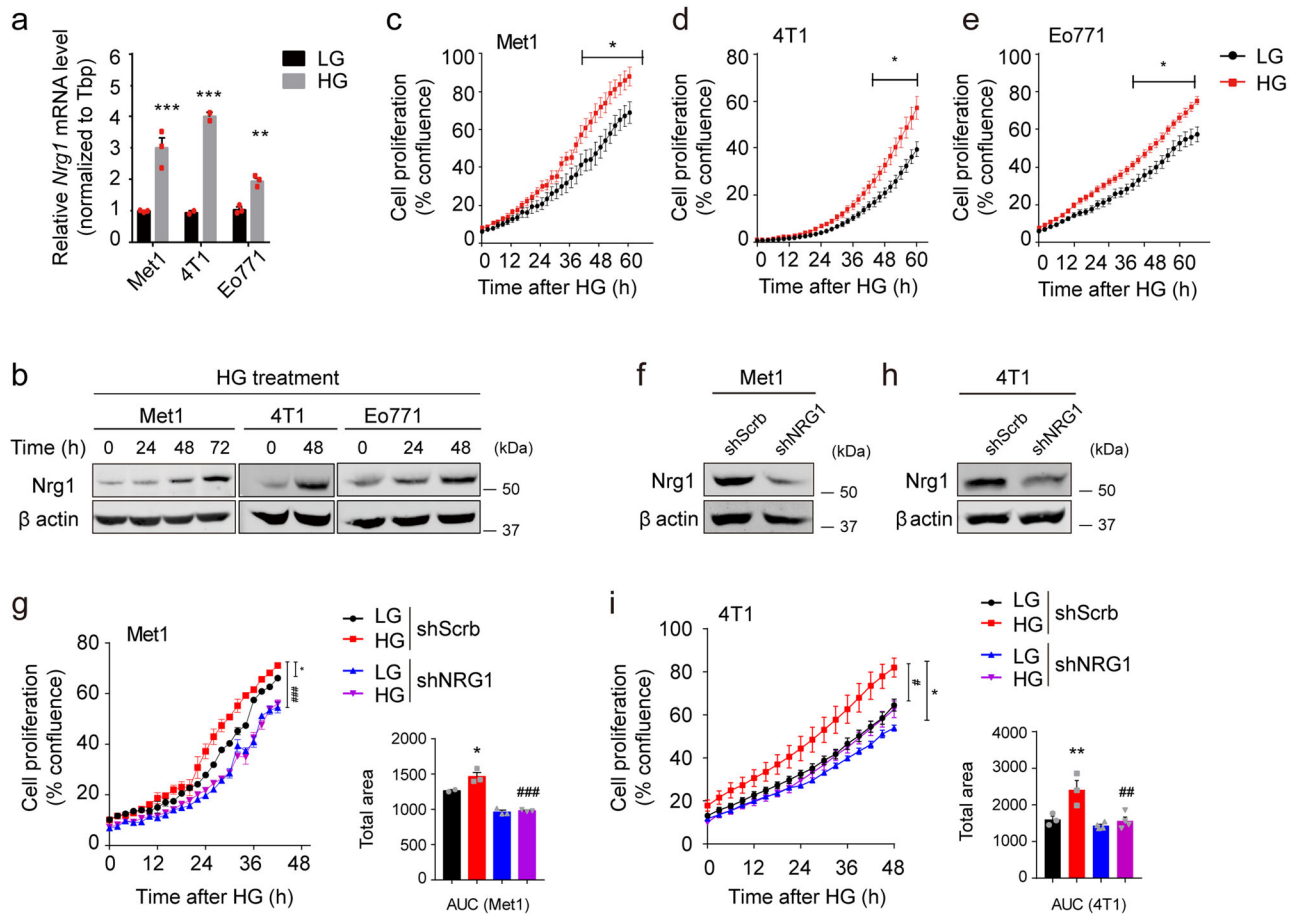 a
Relative Nrg1 mRNA level
(normalized to Tbp)
6
5
4
3
2
1
0
LG
HG
***
***
**
Met1
4T1
Eo771
c
Met1
*
Cell proliferation
(% confluence)
100
80
60
40
20
0
0 12 24 36 48 60
Time after HG (h)
d
4T1
*
Cell proliferation
(% confluence)
80
60
40
20
0
0 12 24 36 48 60
Time after HG (h)
e
Eo771
*
LG
HG
Cell proliferation
(% confluence)
100
80
60
40
20
0
0 12 24 36 48 60
Time after HG (h)
b
HG treatment
Met1 4T1 Eo771
Time (h) 0 24 48 72 0 48 0 24 48 (kDa)
Nrg1
— 50
β actin
— 37
f
Met1
shScrb shNRG1
(kDa)
Nrg1
— 50
β actin
— 37
h
4T1
shScrb shNRG1
(kDa)
Nrg1
— 50
β actin
— 37
g
Met1
LG
HG
shScrb
LG
HG
shNRG1
*
###
Cell proliferation
(% confluence)
80
60
40
20
0
0 12 24 36 48
Time after HG (h)
Total area
2000
1500
1000
500
0
*
###
AUC (Met1)
i
4T1
LG
HG
shScrb
LG
HG
shNRG1
#
*
Cell proliferation
(% confluence)
100
80
60
40
20
0
0 12 24 36 48
Time after HG (h)
Total area
4000
3000
2000
1000
0
**
##
AUC (4T1)